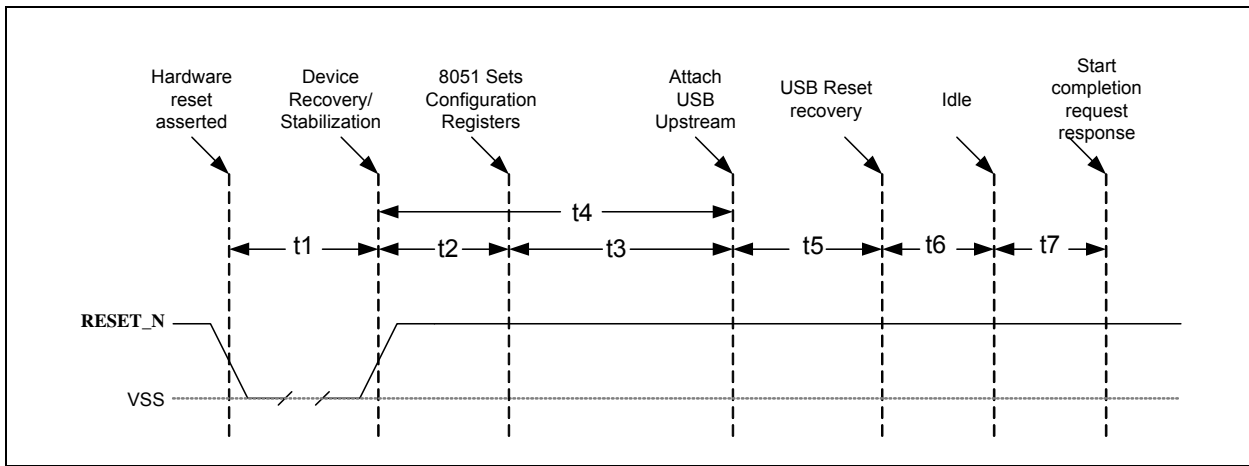 Hardware
reset
asserted
Device
Recovery/
Stabilization
8051 Sets
Configuration
Registers
Attach
USB
Upstream
USB Reset
recovery
Idle
Start
completion
request
response
t4
t1
t2
t3
t5
t6
t7
RESET_N
VSS